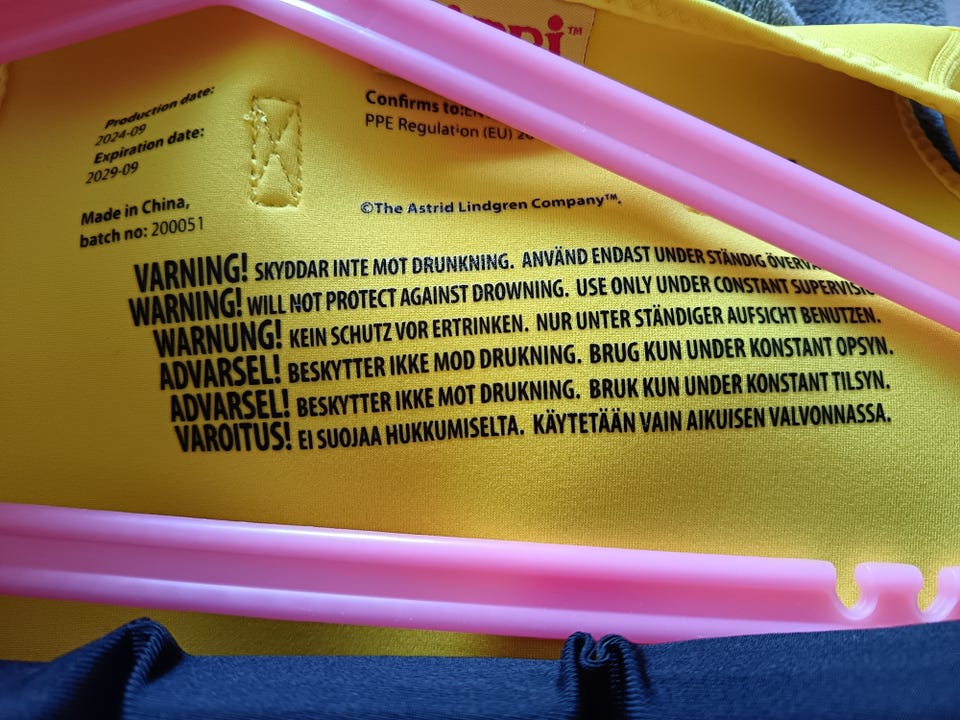 ™
Production date:
2024-09
Expiration date:
2029-09
Made in China,
batch no: 200051
Confirms to:
PPE Regulation (EU)
©The Astrid Lindgren Company™.
VARNING! SKYDDAR INTE MOT DRUNKNING. ANVÄND ENDAST UNDER STÄNDIG
WARNING! WILL NOT PROTECT AGAINST DROWNING. USE ONLY UNDER CONSTANT
WARNUNG! KEIN SCHUTZ VOR ERTRINKEN. NUR UNTER STÄNDIGER AUFSICHT BENUTZEN.
ADVARSEL! BESKYTTER IKKE MOD DRUKNING. BRUG KUN UNDER KONSTANT OPSYN.
ADVARSEL! BESKYTTER IKKE MOT DRUKNING. BRUK KUN UNDER KONSTANT TILSYN.
VAROITUS! EI SUOJAA HUKKUMISELTA. KÄYTETÄÄN VAIN AIKUISEN VALVONNASSA.